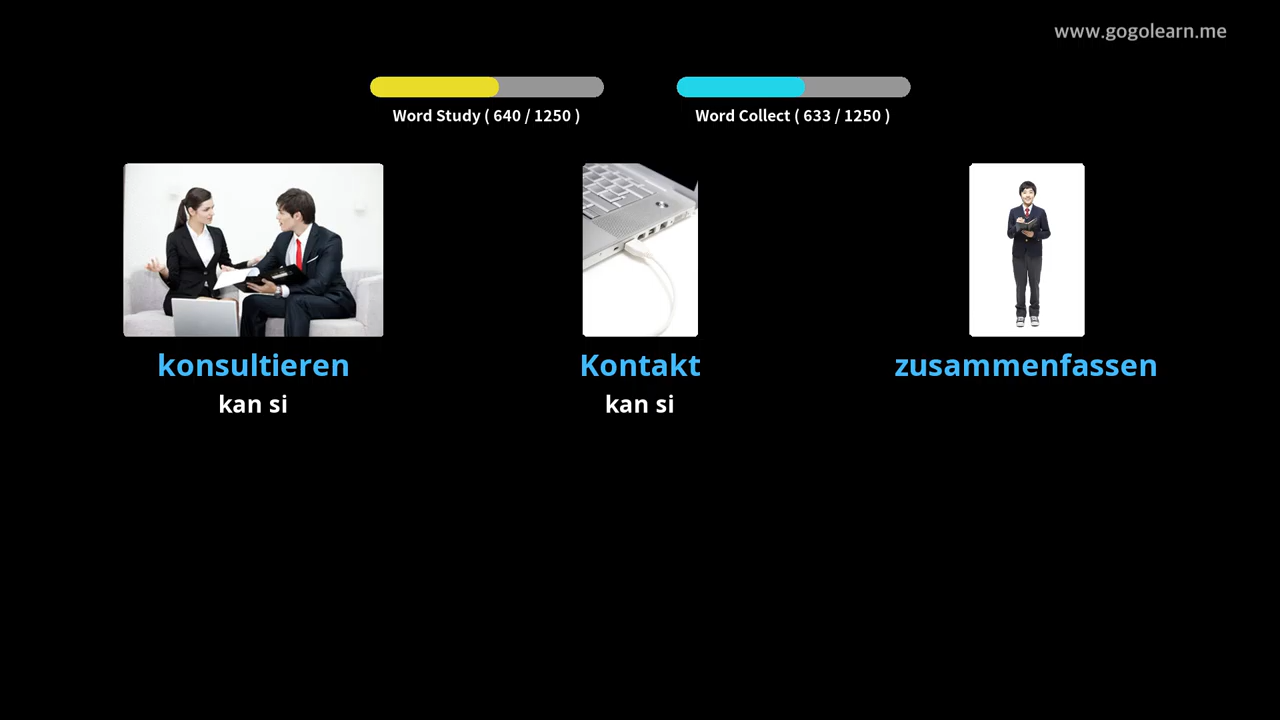 www.gogolearn.me
Word Study ( 640 / 1250 )
Word Collect ( 633 / 1250 )
konsultieren
kan si
Kontakt
kan si
zusammenfassen